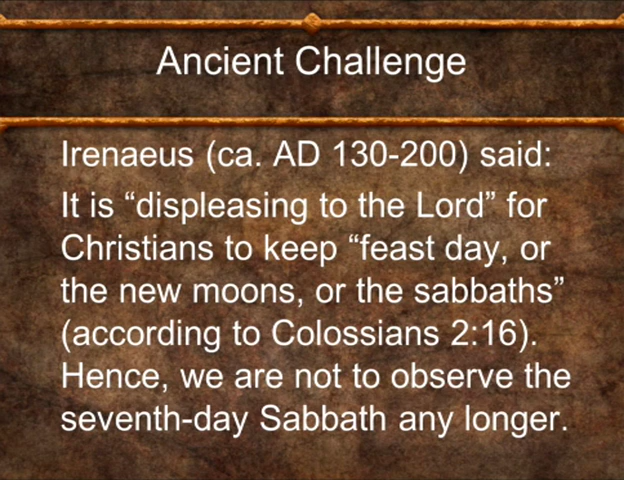 Ancient Challenge
Irenaeus (ca. AD 130-200) said:
It is “displeasing to the Lord” for
Christians to keep “feast day, or
the new moons, or the sabbaths”
(according to Colossians 2:16).
Hence, we are not to observe the
seventh-day Sabbath any longer.